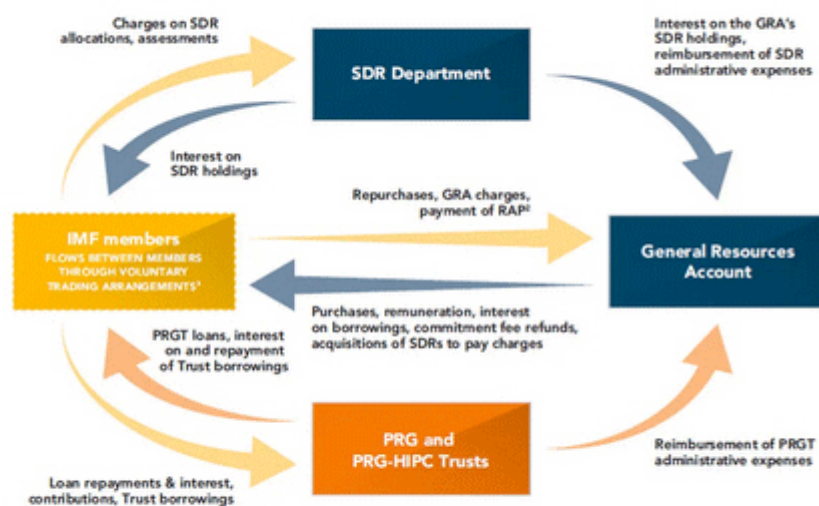 Charges on SDR
allocations, assessments
SDR Department
Interest on the GRA's
SDR holdings,
reimbursement of SDR
administrative expenses
Interest on
SDR holdings
Repurchases, GRA charges,
payment of RAP²
IMF members
FLOWS BETWEEN MEMBERS
THROUGH VOLUNTARY
TRADING ARRANGEMENTS¹
General Resources
Account
Purchases, remuneration, interest
on borrowings, commitment fee refunds,
acquisitions of SDRs to pay charges
PRGT loans, interest
on and repayment
of Trust borrowings
PRG and
PRG-HIPC Trusts
Reimbursement of PRGT
administrative expenses
Loan repayments & interest,
contributions, Trust borrowings